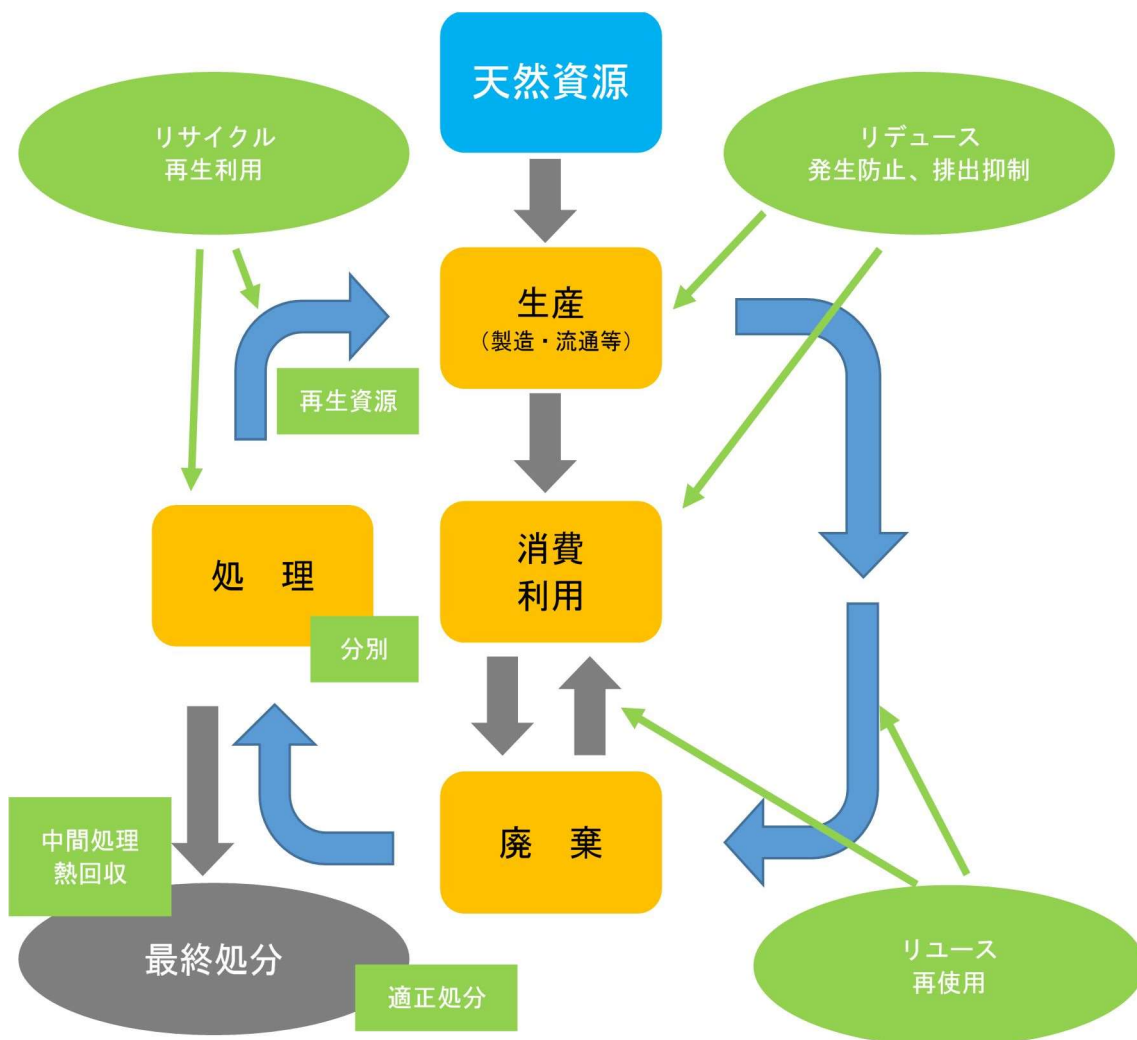 天然資源
リサイクル
再生利用
リデュース
発生防止、排出抑制
生産
（製造・流通等）
再生資源
消費
利用
処　理
分別
廃　棄
中間処理
熱回収
最終処分
適正処分
リユース
再使用